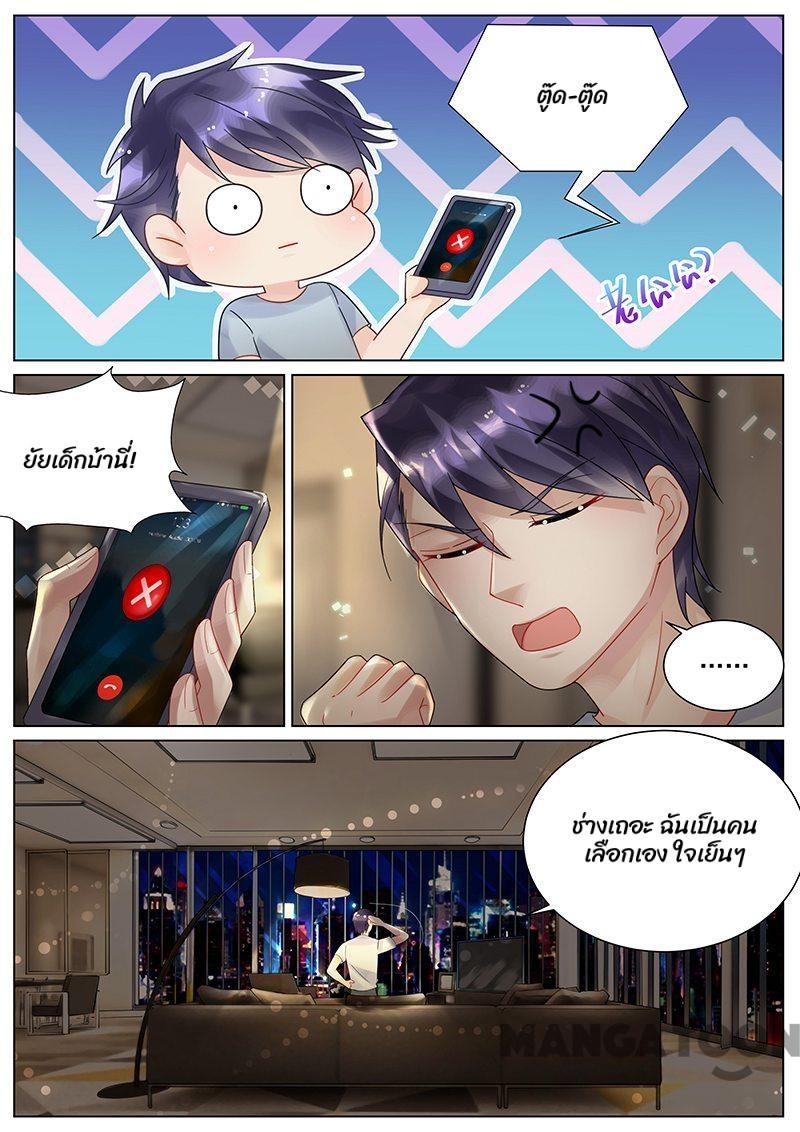 ตู๊ด-ตู๊ด
ยัยเด็กบ้านี่!
123
......
ช่างเถอะ ฉันเป็นคน
เลือกเอง ใจเย็นๆ
MANGATOON